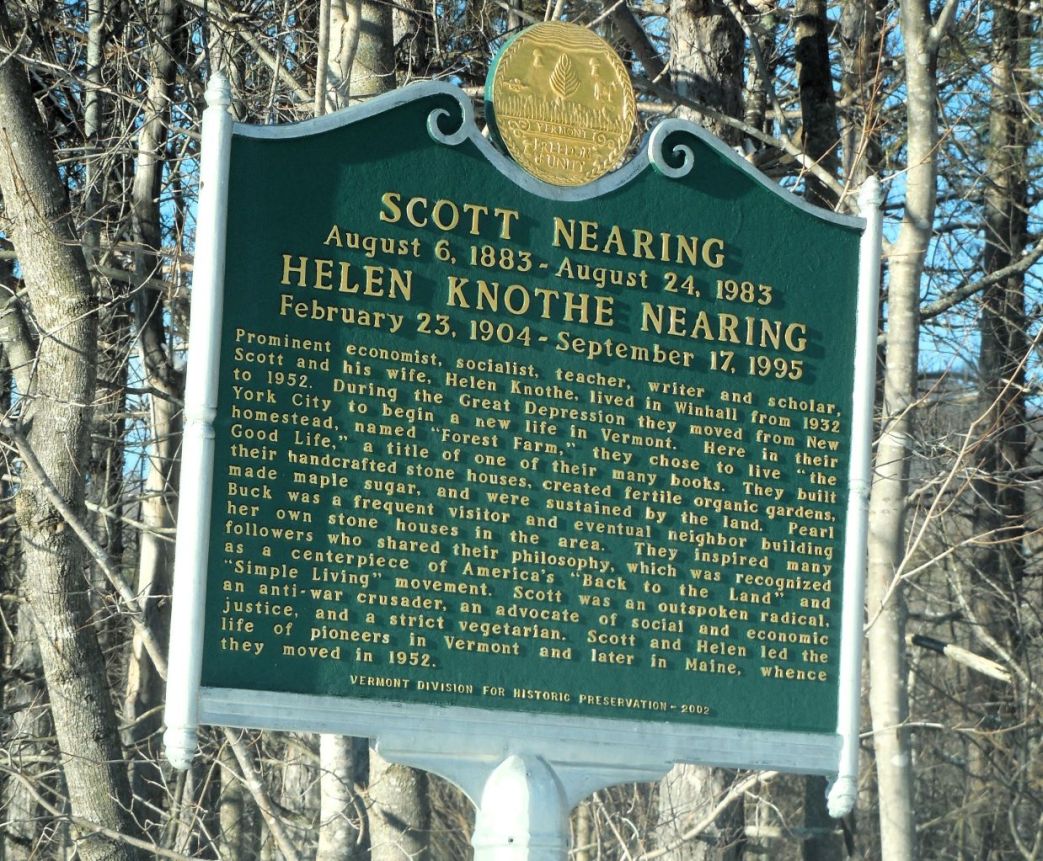 VERMONT
FREEDOM
& UNITY
SCOTT NEARING
August 6, 1883 - August 24, 1983
HELEN KNOTHE NEARING
February 23, 1904 - September 17, 1995
Prominent economist, socialist, teacher, writer and scholar,
Scott and his wife, Helen Knothe, lived in Winhall from 1932
to 1952. During the Great Depression they moved from New
York City to begin a new life in Vermont. Here in their
homestead, named "Forest Farm," they chose to live "the
Good Life," a title of one of their many books. They built
their handcrafted stone houses, created fertile organic gardens,
made maple sugar, and were sustained by the land. Pearl
Buck was a frequent visitor and eventual neighbor building
her own stone houses in the area. They inspired many
followers who shared their philosophy, which was recognized
as a centerpiece of America's "Back to the Land" and
"Simple Living" movement. Scott was an outspoken radical,
an anti-war crusader, an advocate of social and economic
justice, and a strict vegetarian. Scott and Helen led the
life of pioneers in Vermont and later in Maine, whence
they moved in 1952.
VERMONT DIVISION FOR HISTORIC PRESERVATION - 2002